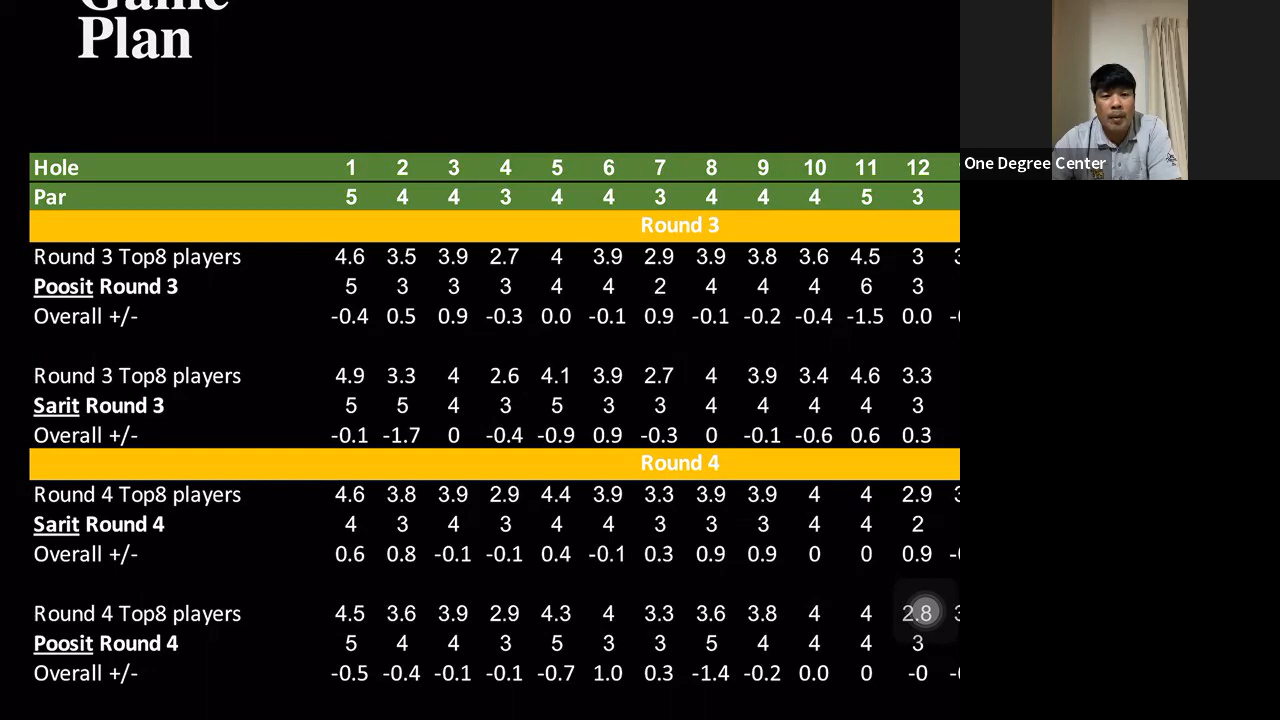 Game
Plan
One Degree Center
Hole 1 2 3 4 5 6 7 8 9 10 11 12
Par 5 4 4 3 4 4 3 4 4 4 5 3
Round 3
Round 3 Top8 players 4.6 3.5 3.9 2.7 4 3.9 2.9 3.9 3.8 3.6 4.5 3
Poosit Round 3 5 3 3 3 4 4 2 4 4 4 6 3
Overall +/- -0.4 0.5 0.9 -0.3 0.0 -0.1 0.9 -0.1 -0.2 -0.4 -1.5 0.0
Round 3 Top8 players 4.9 3.3 4 2.6 4.1 3.9 2.7 4 3.9 3.4 4.6 3.3
Sarit Round 3 5 5 4 3 5 3 3 4 4 4 4 3
Overall +/- -0.1 -1.7 0 -0.4 -0.9 0.9 -0.3 0 -0.1 -0.6 0.6 0.3
Round 4
Round 4 Top8 players 4.6 3.8 3.9 2.9 4.4 3.9 3.3 3.9 3.9 4 4 2.9
Sarit Round 4 4 3 4 3 4 4 3 3 3 4 4 2
Overall +/- 0.6 0.8 -0.1 -0.1 0.4 -0.1 0.3 0.9 0.9 0 0 0.9
Round 4 Top8 players 4.5 3.6 3.9 2.9 4.3 4 3.3 3.6 3.8 4 4 2.8
Poosit Round 4 5 4 4 3 5 3 3 5 4 4 4 3
Overall +/- -0.5 -0.4 -0.1 -0.1 -0.7 1.0 0.3 -1.4 -0.2 0.0 0 -0